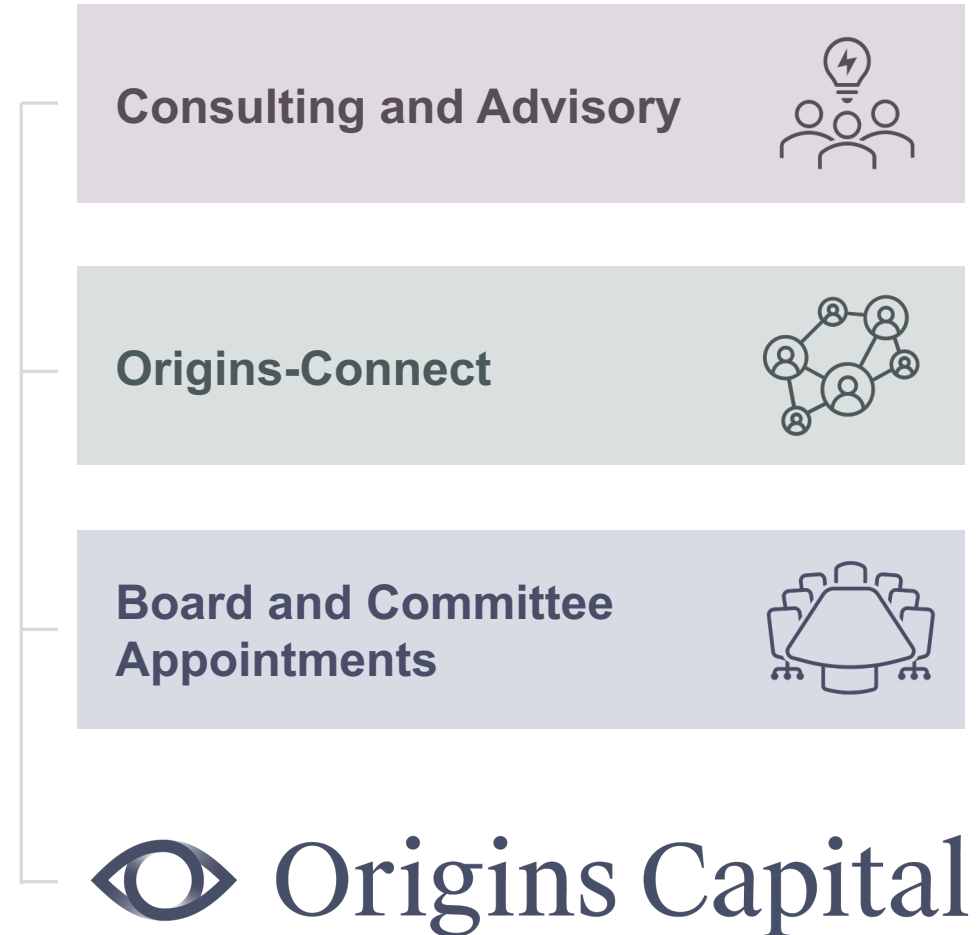 Consulting and Advisory
Origins-Connect
Board and Committee
Appointments
Origins Capital